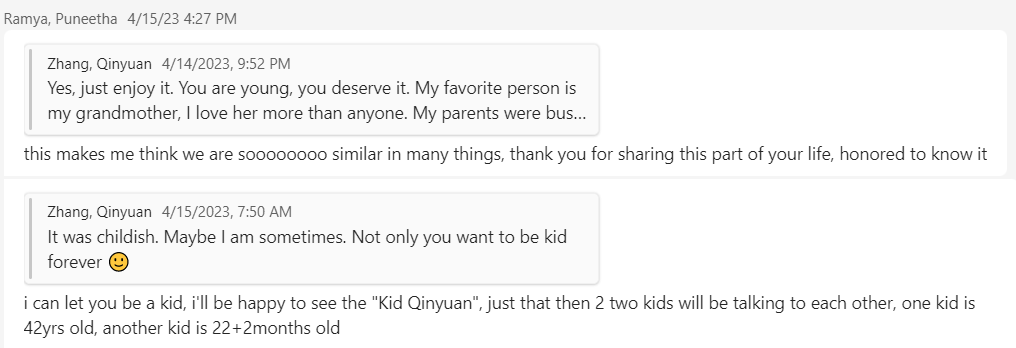 Ramya, Puneetha 4/15/23 4:27 PM
Zhang, Qinyuan 4/14/2023, 9:52 PM
Yes, just enjoy it. You are young, you deserve it. My favorite person is
my grandmother, I love her more than anyone. My parents were bus...
this makes me think we are soooooooo similar in many things, thank you for sharing this part of your life, honored to know it
Zhang, Qinyuan 4/15/2023, 7:50 AM
It was childish. Maybe I am sometimes. Not only you want to be kid
forever 🙂
i can let you be a kid, i'll be happy to see the "Kid Qinyuan", just that then 2 two kids will be talking to each other, one kid is
42yrs old, another kid is 22+2months old